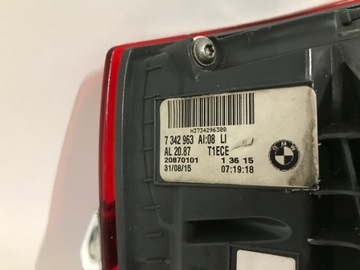 H3734296308
7 342 963 AI:08 LI
AL 20.87 T1ECE
20870101 1 36 15
31/08/15 07:19:18
BMW